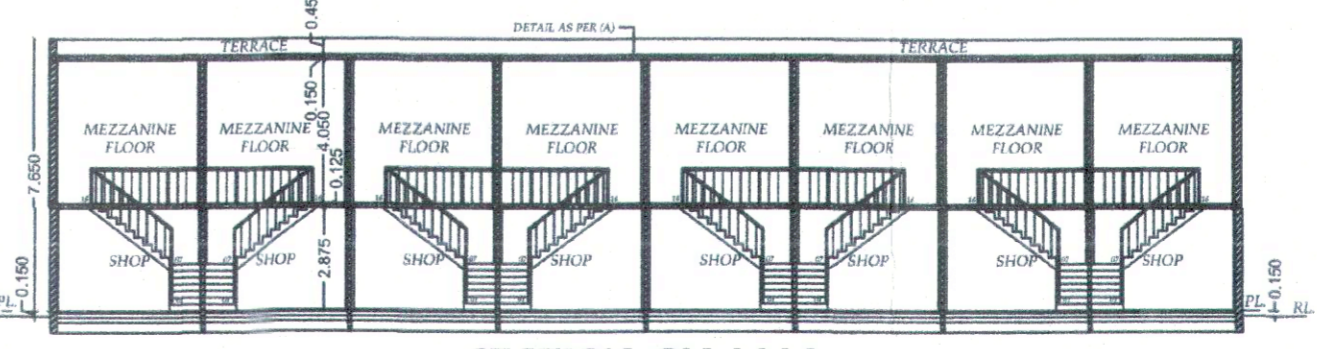 0.45
DETAIL AS PER (A)
TERRACE
TERRACE
0.150
4.050
0.125
7.650
MEZZANINE
FLOOR
MEZZANINE
FLOOR
MEZZANINE
FLOOR
MEZZANINE
FLOOR
MEZZANINE
FLOOR
MEZZANINE
FLOOR
MEZZANINE
FLOOR
MEZZANINE
FLOOR
2.875
SHOP
SHOP
SHOP
SHOP
SHOP
SHOP
SHOP
SHOP
0.150
PL.
0.150
RL.